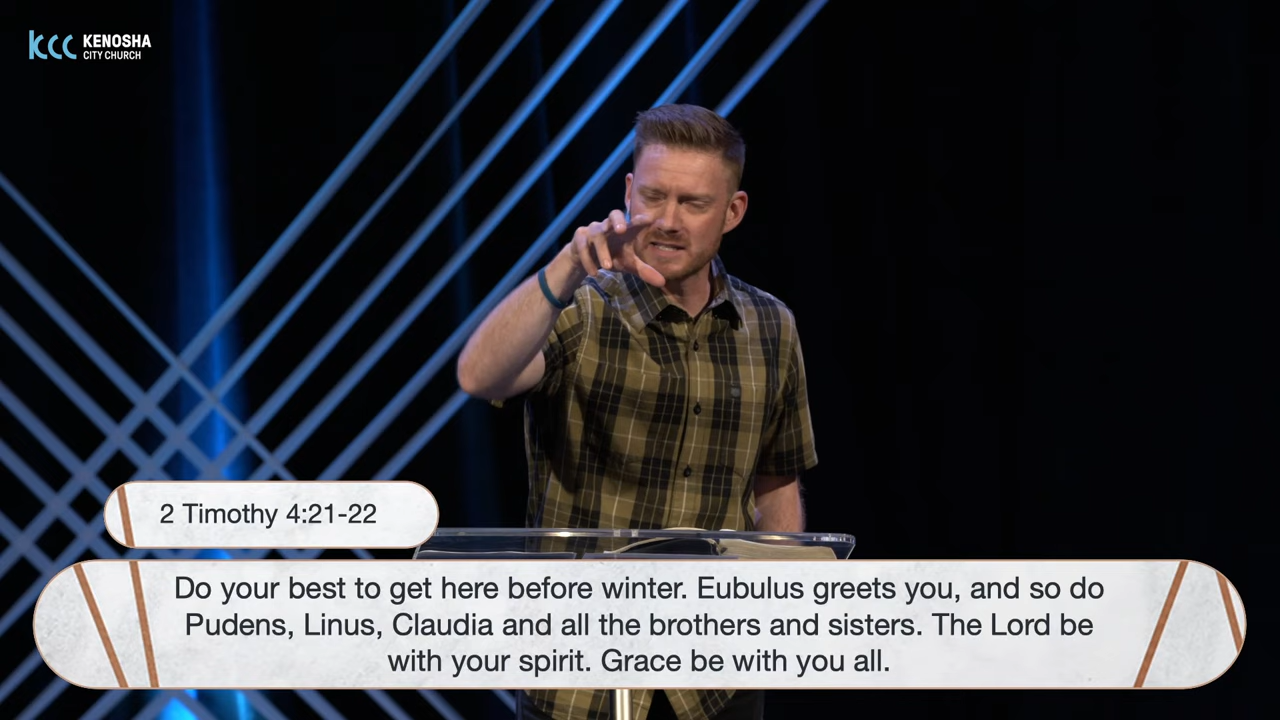 kcc KENOSHA
CITY CHURCH
2 Timothy 4:21-22
Do your best to get here before winter. Eubulus greets you, and so do
Pudens, Linus, Claudia and all the brothers and sisters. The Lord be
with your spirit. Grace be with you all.